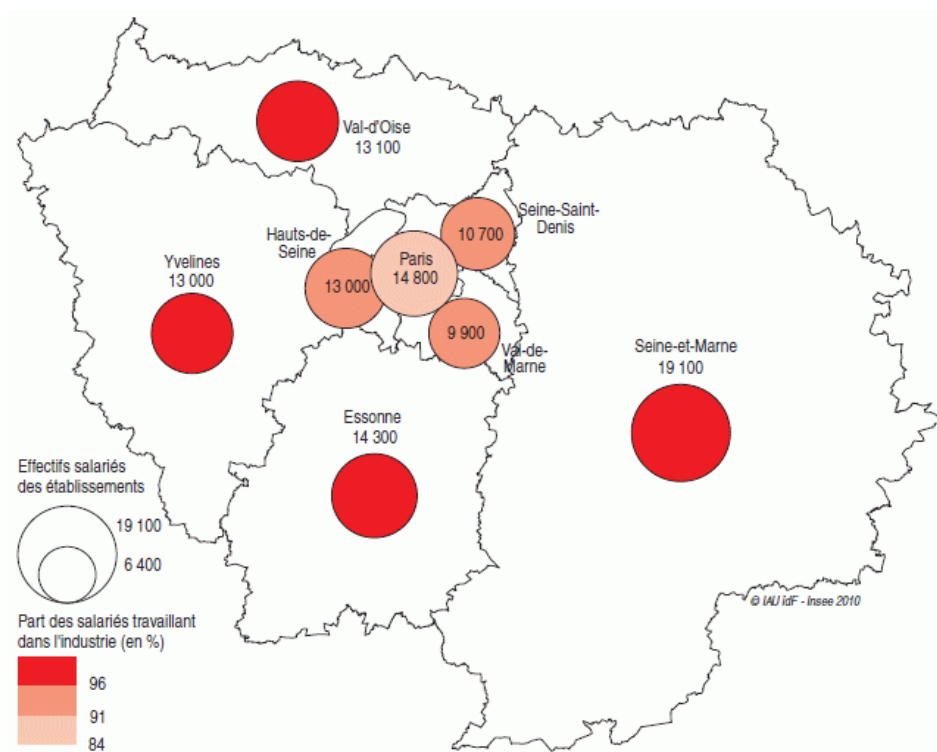 Val-d'Oise
13 100
Seine-Saint-
Denis
10 700
Hauts-de-
Seine
13 000
Paris
14 800
Yvelines
13 000
9 900
Val-de-
Marne
Seine-et-Marne
19 100
Essonne
14 300
Effectifs salariés
des établissements
19 100
6 400
© IAU îdF - Insee 2010
Part des salariés travaillant
dans l'industrie (en %)
96
91
84